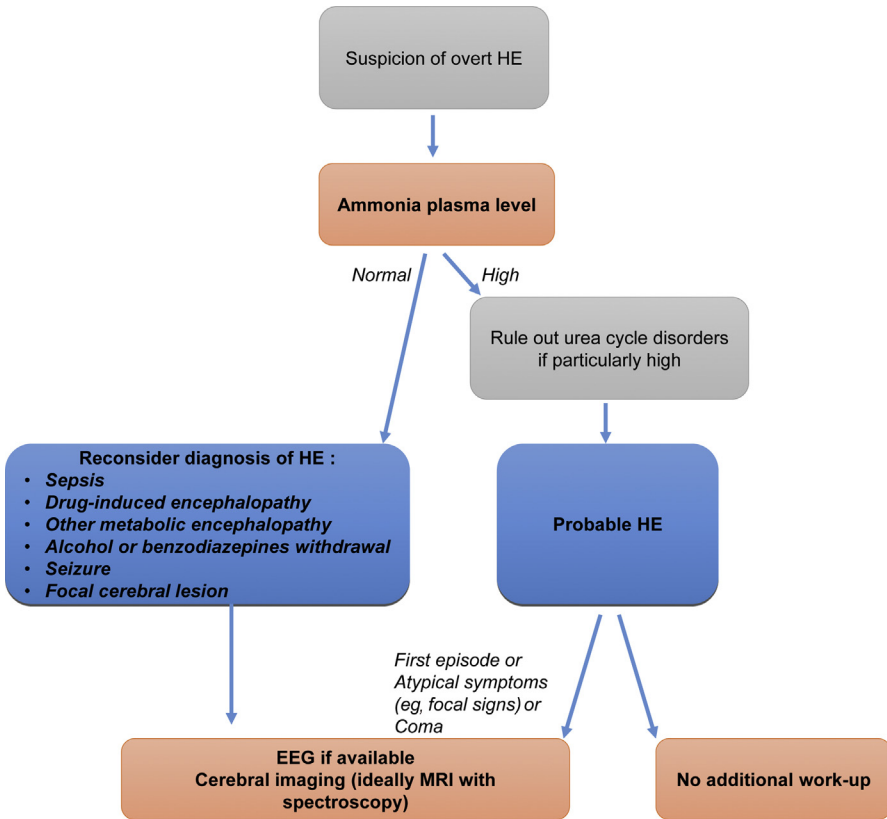 Suspicion of overt HE
Ammonia plasma level
Normal
High
Rule out urea cycle disorders
if particularly high
Reconsider diagnosis of HE :
• Sepsis
• Drug-induced encephalopathy
• Other metabolic encephalopathy
• Alcohol or benzodiazepines withdrawal
• Seizure
• Focal cerebral lesion
Probable HE
First episode or
Atypical symptoms
(eg, focal signs) or
Coma
EEG if available
Cerebral imaging (ideally MRI with
spectroscopy)
No additional work-up